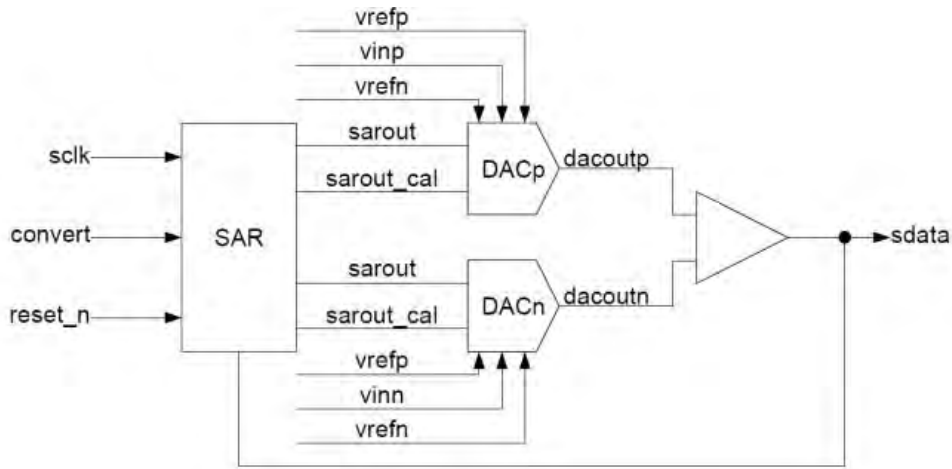 vrefp
vinp
vrefn
sarout
sclk
DACp
dacoutp
sarout_cal
convert
SAR
sdata
sarout
dacoutn
DACn
reset_n
sarout_cal
vrefp
vinn
vrefn